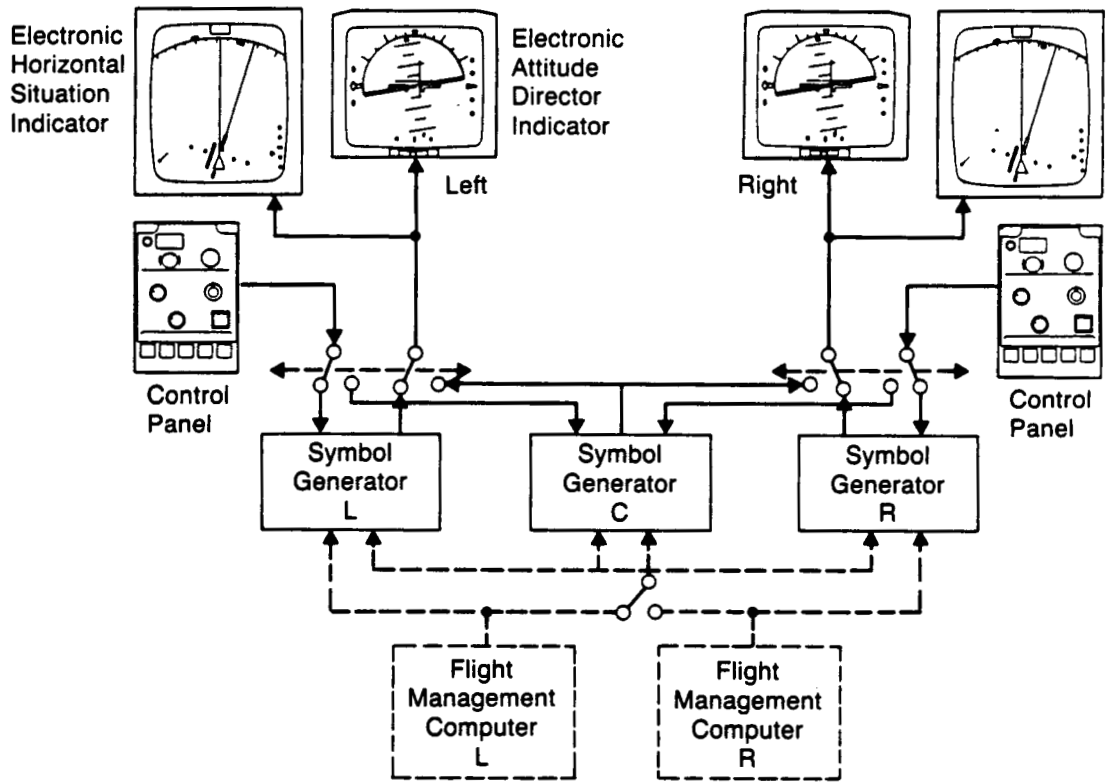 Electronic
Horizontal
Situation
Indicator
Electronic
Attitude
Director
Indicator
Left
Right
Control
Panel
Control
Panel
Symbol
Generator
L
Symbol
Generator
C
Symbol
Generator
R
Flight
Management
Computer
L
Flight
Management
Computer
R